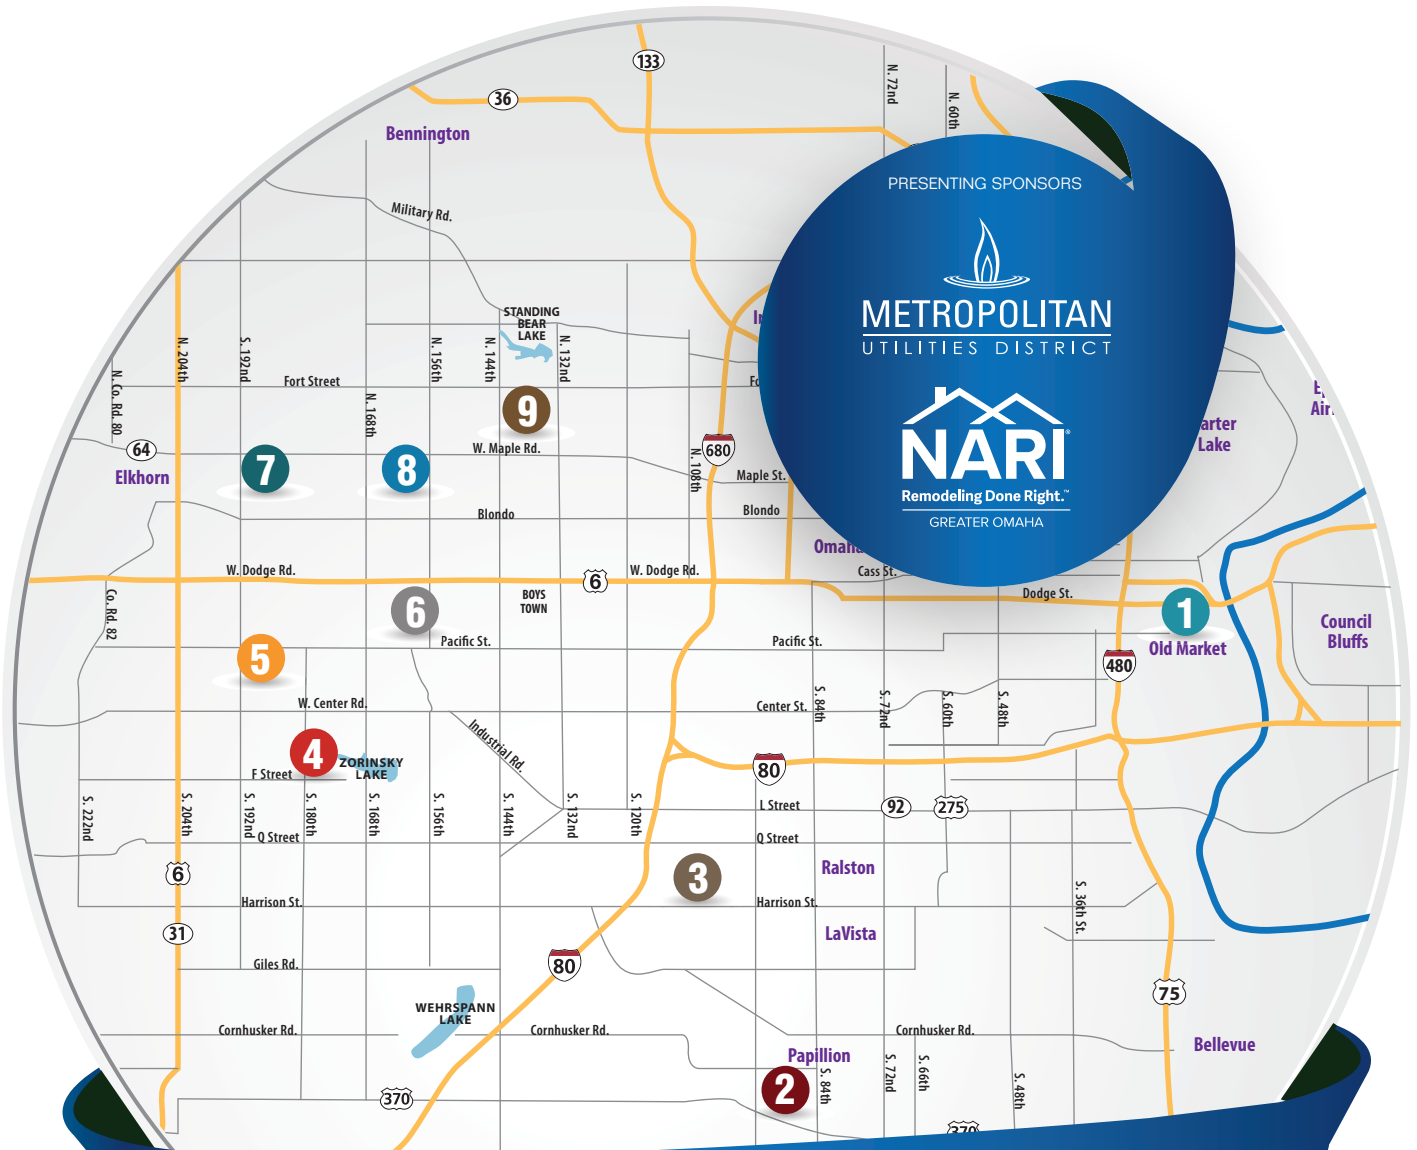 133
36
N. 72nd
N. 60th
Bennington
PRESENTING SPONSORS
Military Rd.
METROPOLITAN
UTILITIES DISTRICT
STANDING
BEAR
LAKE
N. 204th
S. 192nd
N. 156th
N. 144th
N. 132nd
N. Co. Rd. 80
Fort Street
N. 168th
9
NARI
®
Remodeling Done Right.™
GREATER OMAHA
Air
arter
Lake
64
W. Maple Rd.
680
N. 108th
Elkhorn
7
8
Maple St.
Blondo
Blondo
Omaha
W. Dodge Rd.
6
W. Dodge Rd.
Cass St.
Dodge St.
Co. Rd. 82
BOYS
TOWN
6
1
Council
Bluffs
Pacific St.
Pacific St.
Old Market
5
480
W. Center Rd.
Center St.
S. 84th
S. 72nd
S. 60th
S. 48th
Industrial Rd.
4
ZORINSKY
LAKE
F Street
80
S. 222nd
S. 204th
S. 192nd
S. 180th
S. 168th
S. 156th
S. 144th
S. 132nd
S. 120th
L Street
92
275
Q Street
Q Street
6
3
Ralston
Harrison St.
Harrison St.
S. 36th St.
31
LaVista
Giles Rd.
80
75
WEHRSPANN
LAKE
Cornhusker Rd.
Cornhusker Rd.
Cornhusker Rd.
Bellevue
Papillion
2
S. 84th
S. 72nd
S. 66th
S. 48th
370
370